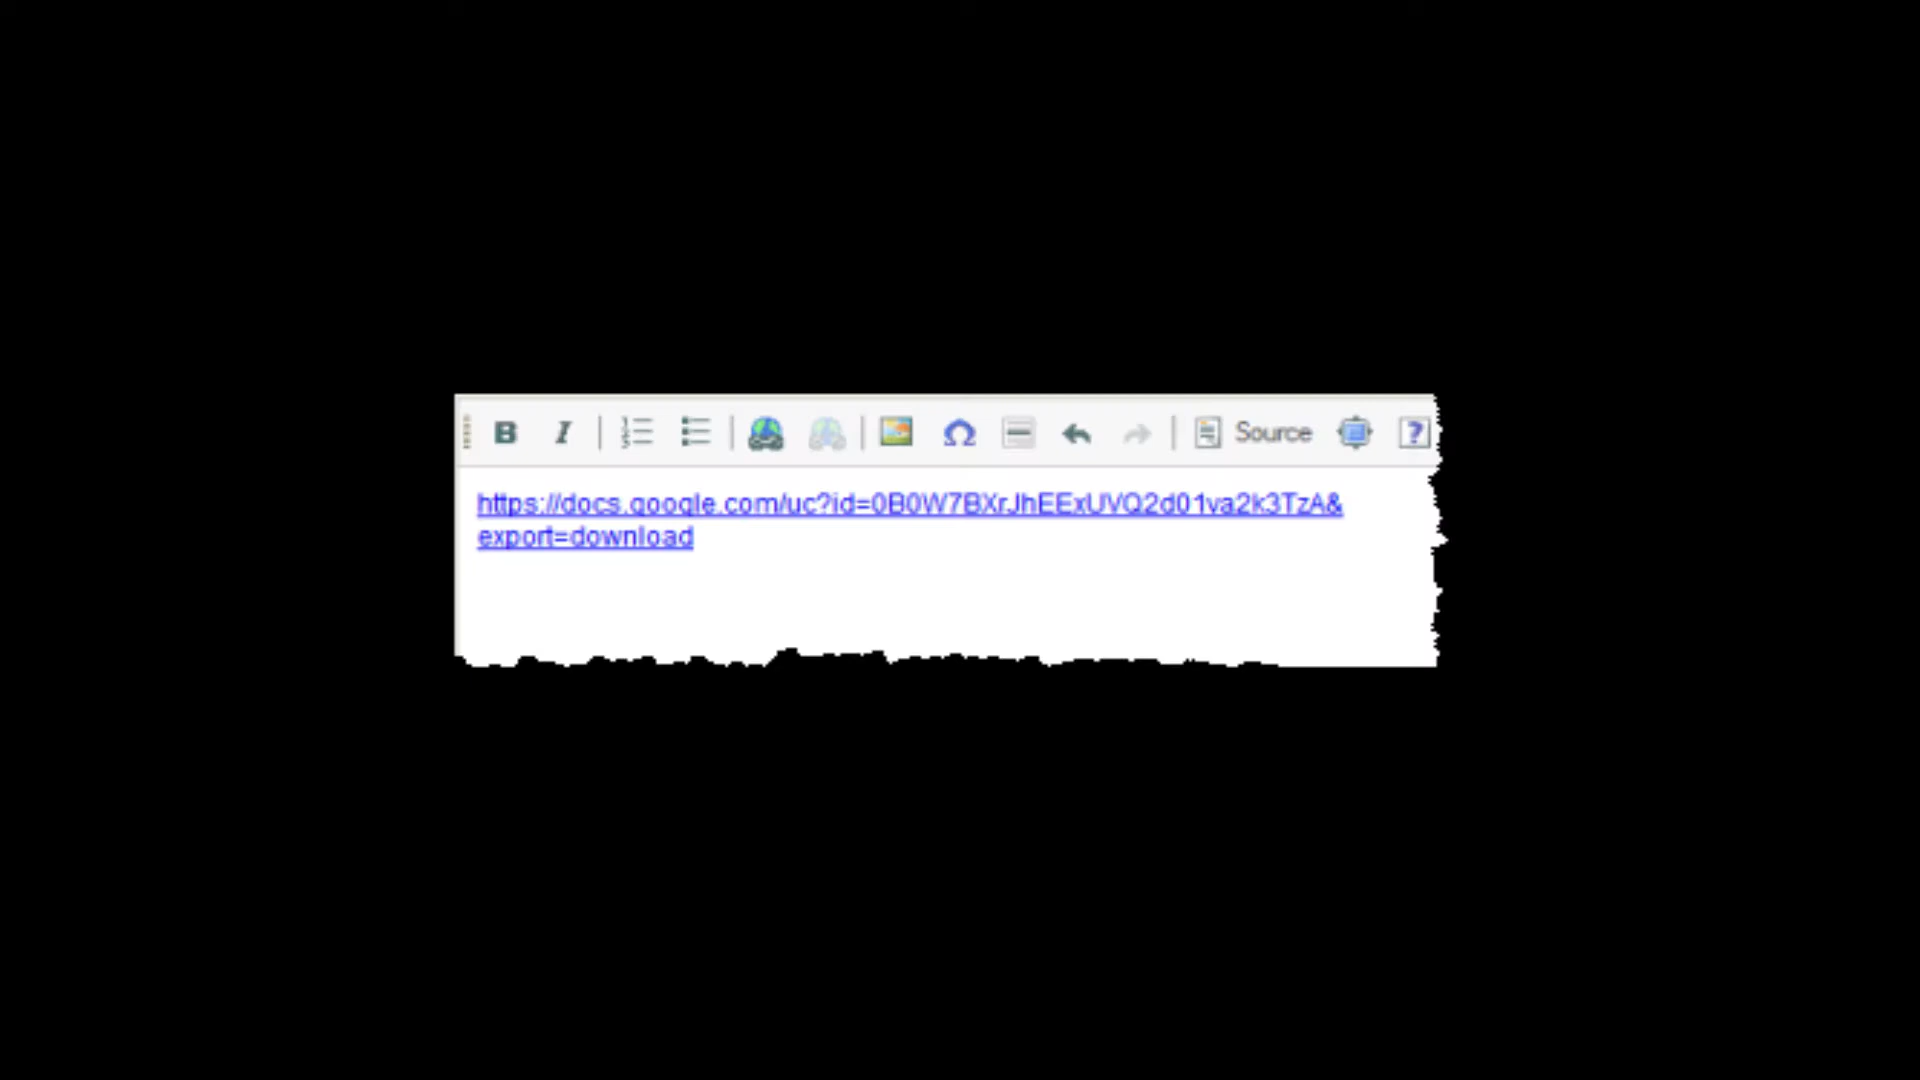 B I Source ?
https://docs.google.com/uc?id=0B0W7BXrJhEExUVQ2d01va2k3TzA&
export=download